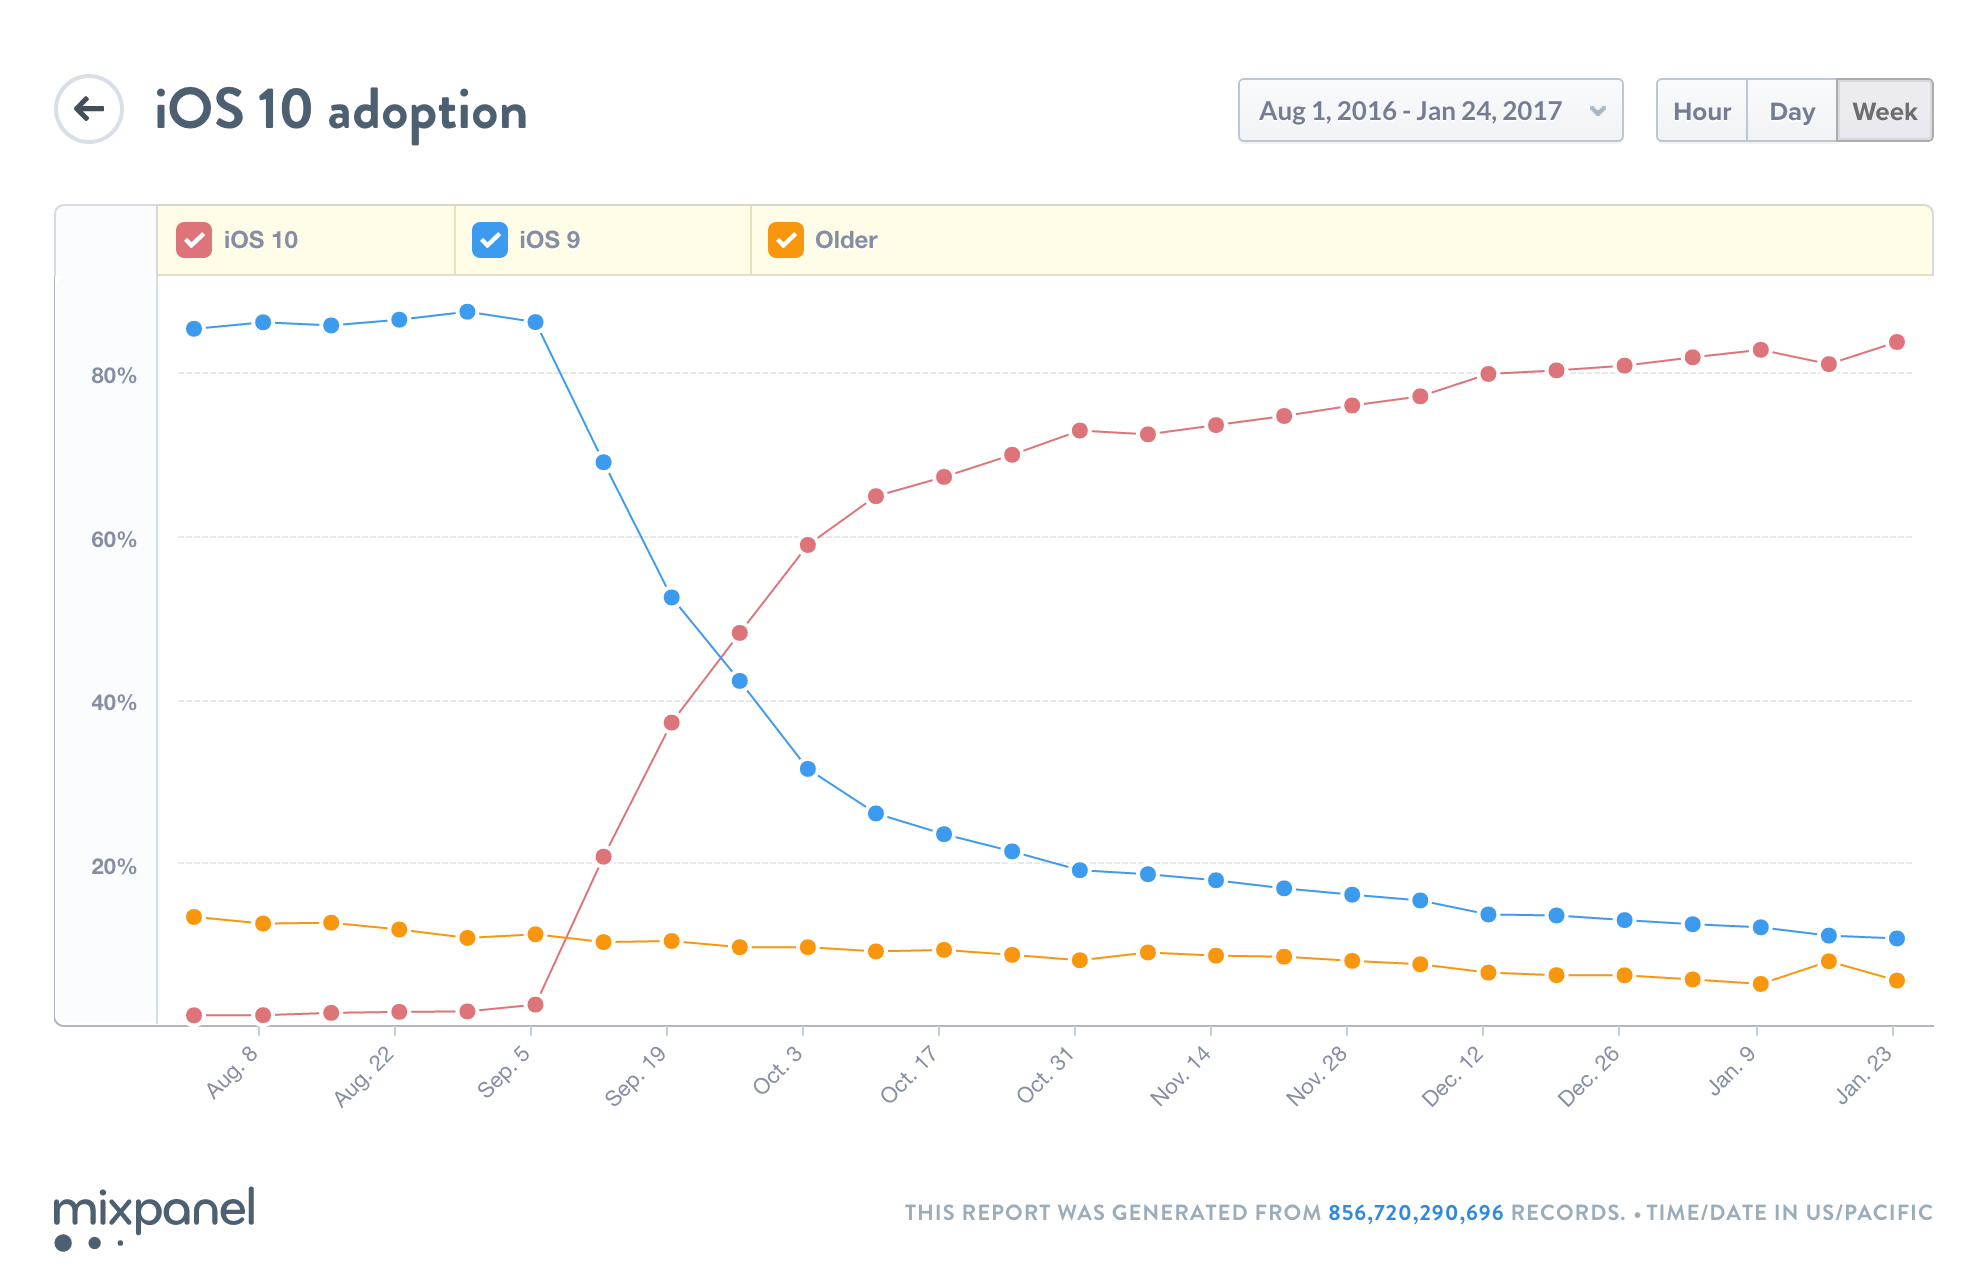 iOS 10 adoption
Aug 1, 2016 - Jan 24, 2017
Hour Day Week
iOS 10 iOS 9 Older
80%
60%
40%
20%
Aug. 8 Aug. 22 Sep. 5 Sep. 19 Oct. 3 Oct. 17 Oct. 31 Nov. 14 Nov. 28 Dec. 12 Dec. 26 Jan. 9 Jan. 23
mixpanel
THIS REPORT WAS GENERATED FROM 856,720,290,696 RECORDS. • TIME/DATE IN US/PACIFIC